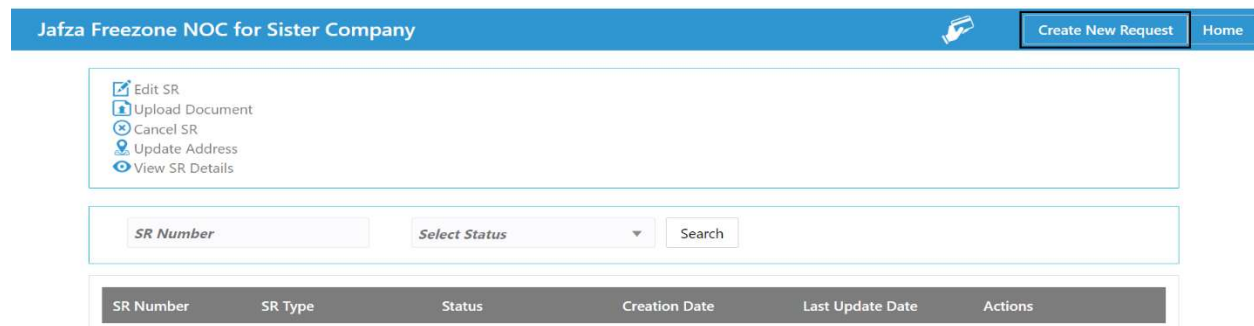 Jafza Freezone NOC for Sister Company Create New Request Home
Edit SR
Upload Document
Cancel SR
Update Address
View SR Details
SR Number Select Status Search
SR Number SR Type Status Creation Date Last Update Date Actions